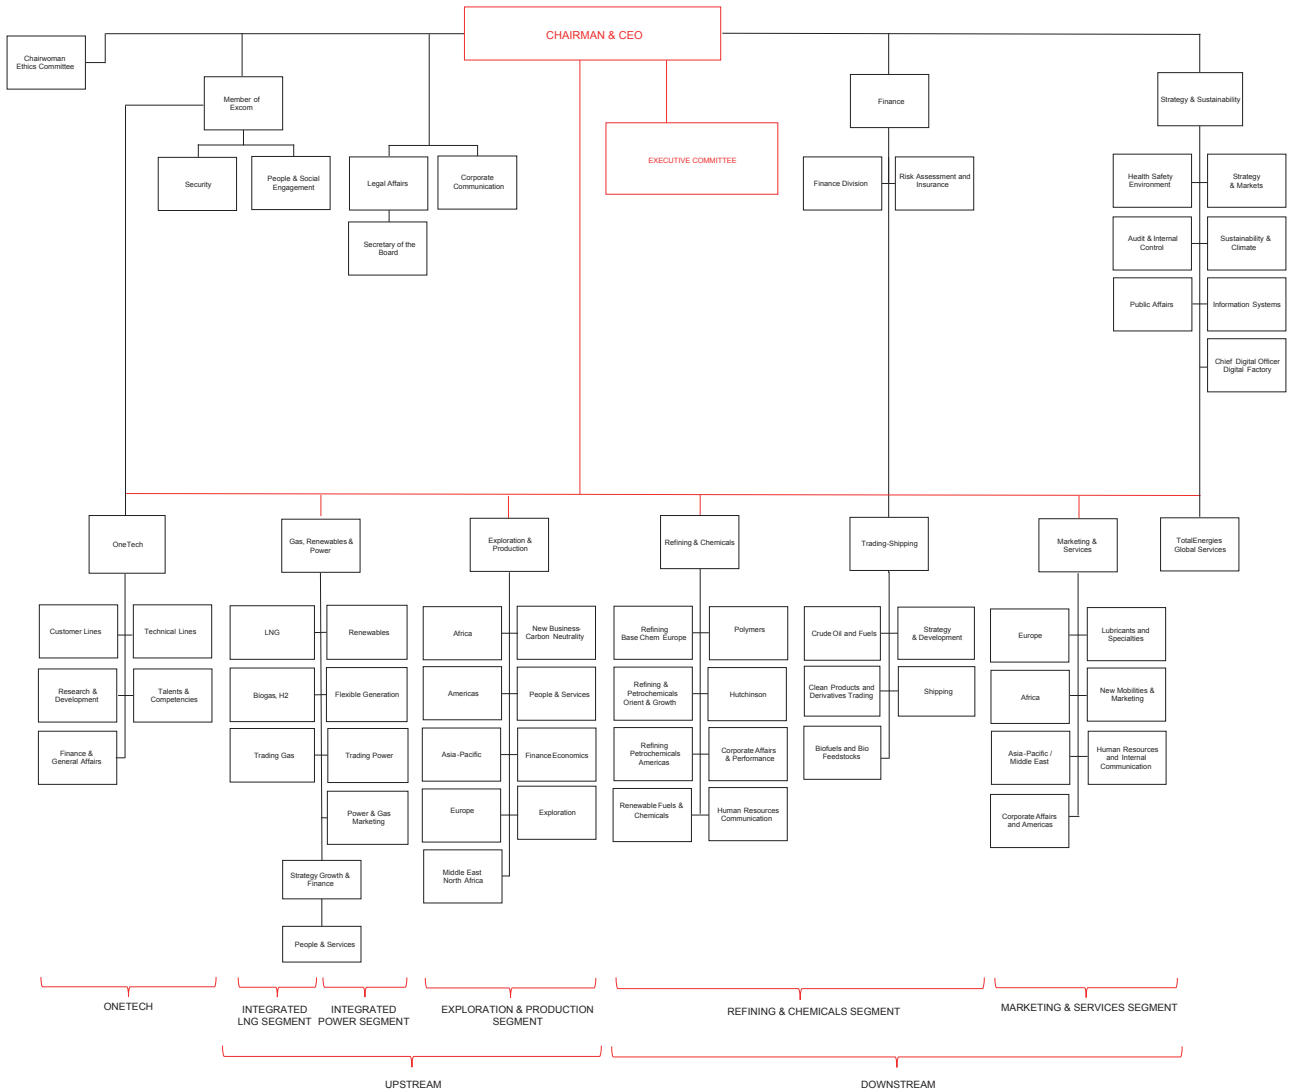 CHAIRMAN & CEO
Chairwoman
Ethics Committee
Member of
Excom
Finance
Strategy & Sustainability
EXECUTIVE COMMITTEE
Security
People & Social
Engagement
Legal Affairs
Corporate
Communication
Finance Division
Risk Assessment and
Insurance
Health Safety
Environment
Strategy
& Markets
Secretary of the
Board
Audit & Internal
Control
Sustainability &
Climate
Public Affairs
Information Systems
Chief Digital Officer
Digital Factory
OneTech
Gas, Renewables &
Power
Exploration &
Production
Refining & Chemicals
Trading-Shipping
Marketing &
Services
TotalEnergies
Global Services
Customer Lines
Technical Lines
Research &
Development
Talents &
Competencies
Finance &
General Affairs
LNG
Renewables
Biogas, H2
Flexible Generation
Trading Gas
Trading Power
Power & Gas
Marketing
Strategy Growth &
Finance
People & Services
Africa
New Business-
Carbon Neutrality
Americas
People & Services
Asia-Pacific
Finance Economics
Europe
Exploration
Middle East
North Africa
Refining
Base Chem Europe
Polymers
Refining &
Petrochemicals
Orient & Growth
Hutchinson
Refining
Petrochemicals
Americas
Corporate Affairs
& Performance
Renewable Fuels &
Chemicals
Human Resources
Communication
Crude Oil and Fuels
Strategy
& Development
Clean Products and
Derivatives Trading
Shipping
Biofuels and Bio
Feedstocks
Europe
Lubricants and
Specialties
Africa
New Mobilities &
Marketing
Asia-Pacific /
Middle East
Human Resources
and Internal
Communication
Corporate Affairs
and Americas
ONETECH
INTEGRATED
LNG SEGMENT
INTEGRATED
POWER SEGMENT
EXPLORATION & PRODUCTION
SEGMENT
REFINING & CHEMICALS SEGMENT
MARKETING & SERVICES SEGMENT
UPSTREAM
DOWNSTREAM